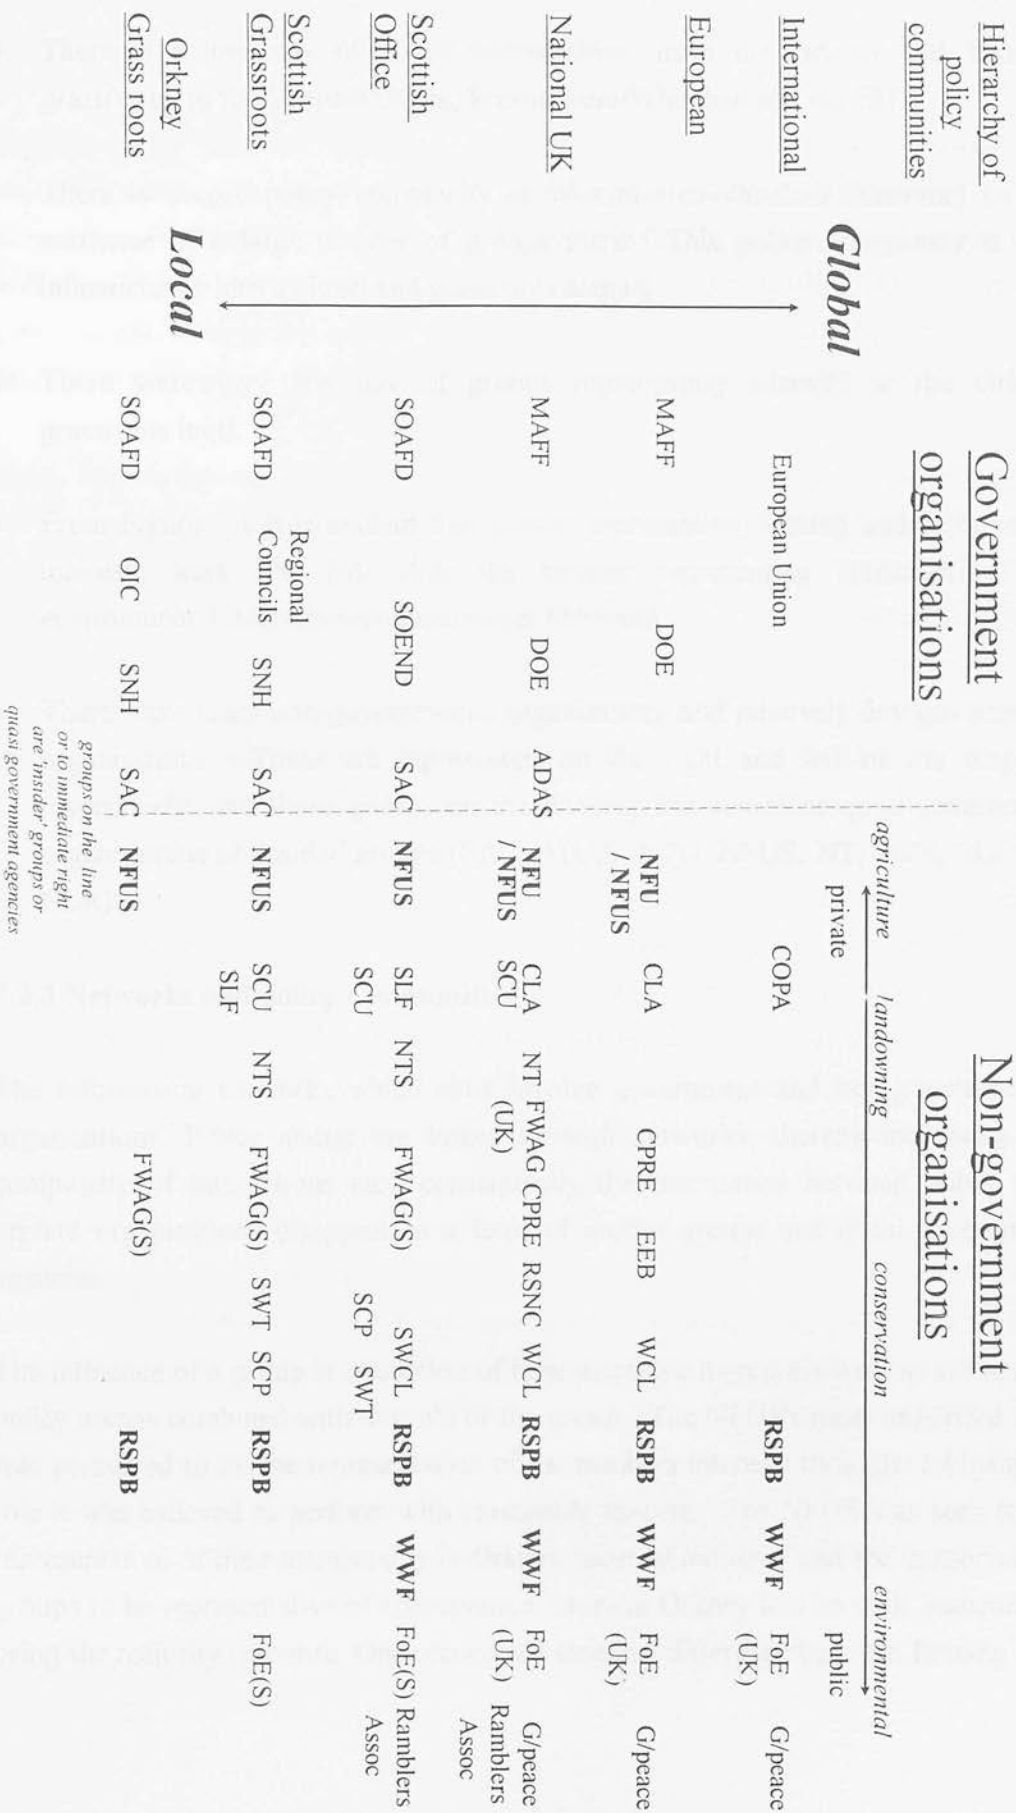 Hierarchy of
policy
communities
Government
organisations
Non-government
organisations
agriculture landowning conservation environmental
private public
Global
Local
International
European Union COPA RSPB WWF FoE G/peace
(UK)
European
MAFF DOE NFU CLA CPRE EEB WCL RSPB WWF FoE G/peace
/ NFUS (UK)
National UK
MAFF DOE ADAS NFU CLA NT FWAG CPRE RSNC WCL RSPB WWF FoE G/peace
/ NFUS SCU (UK) (UK) Ramblers
Assoc
Scottish
Office
SOAFD SOEND SAC NFUS SLF NTS FWAG(S) SWCL RSPB WWF FoE(S) Ramblers
SCU SCP SWT Assoc
Scottish
Grassroots
Regional
SOAFD Councils SNH SAC NFUS SCU NTS FWAG(S) SWT SCP RSPB FoE(S)
SLF
Orkney
Grass roots
SOAFD OIC SNH SAC NFUS FWAG(S) RSPB
groups on the line
or to immediate right
are 'insider' groups or
quasi government agencies